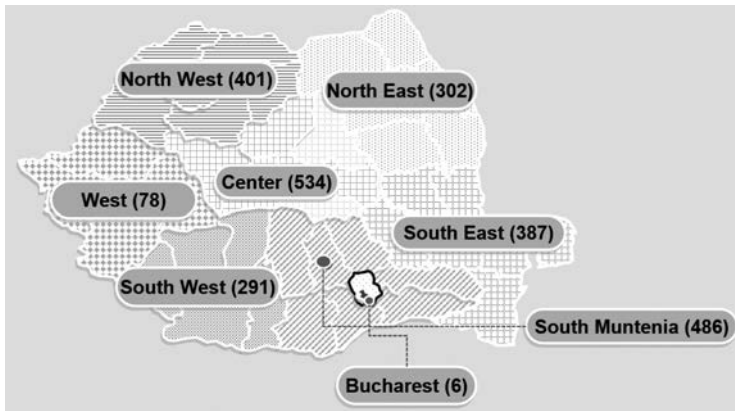 North West (401)
North East (302)
Center (534)
West (78)
South East (387)
South West (291)
South Muntenia (486)
Bucharest (6)